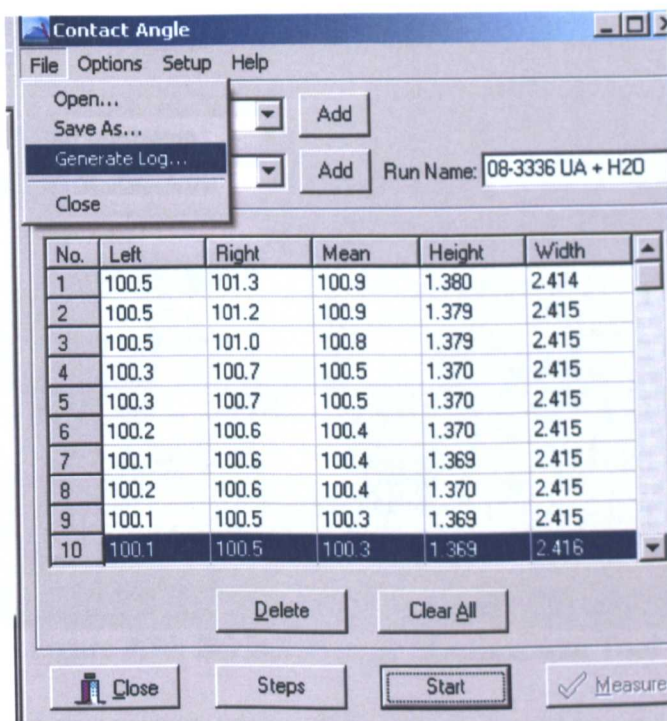 Contact Angle
File Options Setup Help
Open...
Save As...
Generate Log...
Close
Add
Add Run Name: 08-3336 UA + H2O
No. Left Right Mean Height Width
1 100.5 101.3 100.9 1.380 2.414
2 100.5 101.2 100.9 1.379 2.415
3 100.5 101.0 100.8 1.379 2.415
4 100.3 100.7 100.5 1.370 2.415
5 100.3 100.7 100.5 1.370 2.415
6 100.2 100.6 100.4 1.370 2.415
7 100.1 100.6 100.4 1.369 2.415
8 100.2 100.6 100.4 1.370 2.415
9 100.1 100.5 100.3 1.369 2.415
10 100.1 100.5 100.3 1.369 2.416
Delete Clear All
Close Steps Start Measure